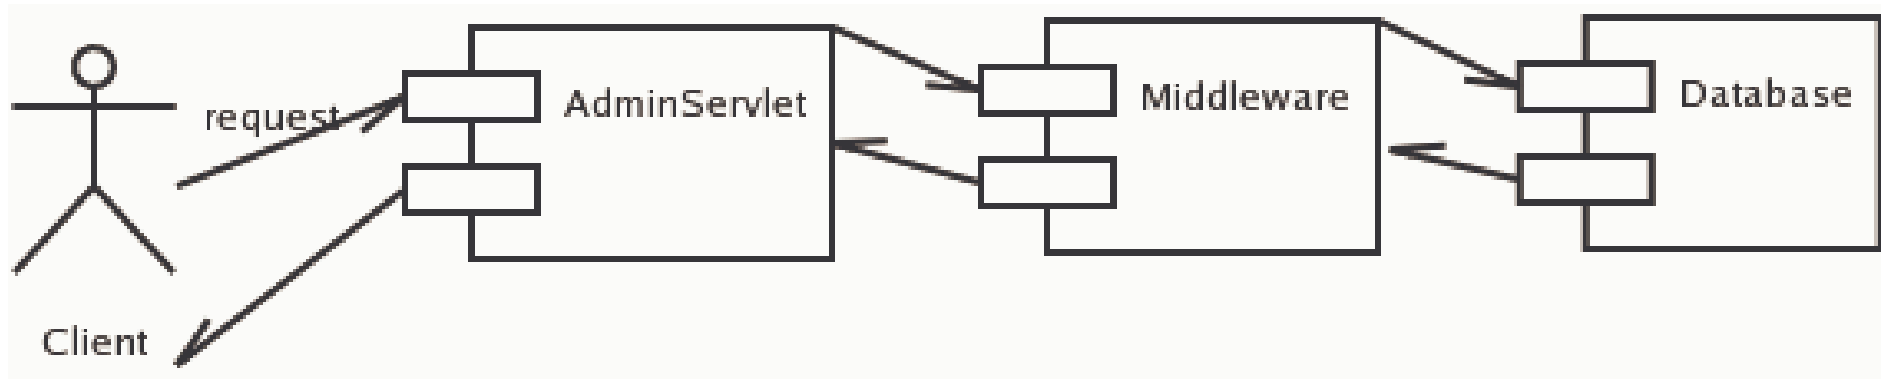 request
AdminServlet
Middleware
Database
Client